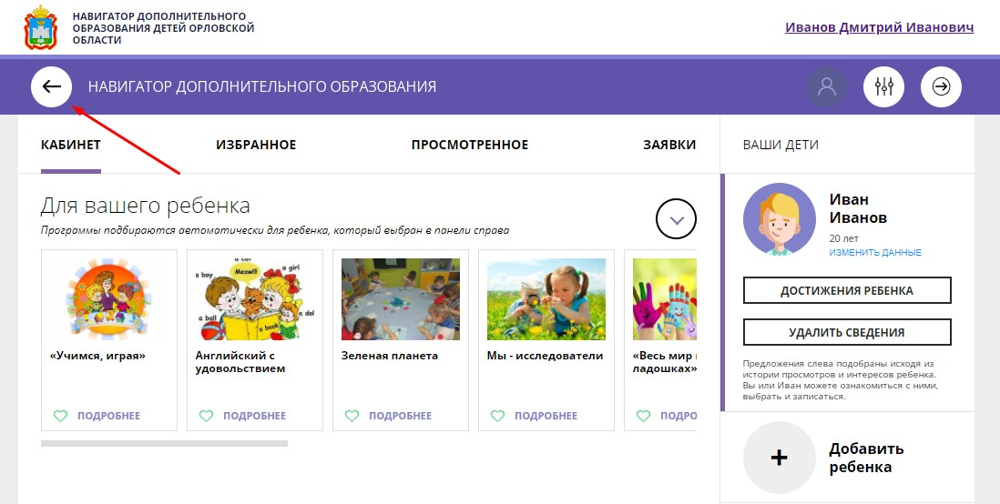 НАВИГАТОР ДОПОЛНИТЕЛЬНОГО
ОБРАЗОВАНИЯ ДЕТЕЙ ОРЛОВСКОЙ
ОБЛАСТИ
Иванов Дмитрий Иванович
НАВИГАТОР ДОПОЛНИТЕЛЬНОГО ОБРАЗОВАНИЯ
КАБИНЕТ
ИЗБРАННОЕ
ПРОСМОТРЕННОЕ
ЗАЯВКИ
Для вашего ребенка
Программы подбираются автоматически для ребенка, который выбран в панели справа
«Учимся, играя»
ПОДРОБНЕЕ
a cat
a boy
Meow!!!
a girl
a ball
a book
a dol
Английский с
удовольствием
ПОДРОБНЕЕ
Зеленая планета
ПОДРОБНЕЕ
Мы - исследователи
ПОДРОБНЕЕ
«Весь мир
ладошках»
ПОДРО
ВАШИ ДЕТИ
Иван
Иванов
20 лет
ИЗМЕНИТЬ ДАННЫЕ
ДОСТИЖЕНИЯ РЕБЕНКА
УДАЛИТЬ СВЕДЕНИЯ
Предложения слева подобраны исходя из
истории просмотров и интересов ребенка.
Вы или Иван можете ознакомиться с ними,
выбрать и записаться.
+
Добавить
ребенка